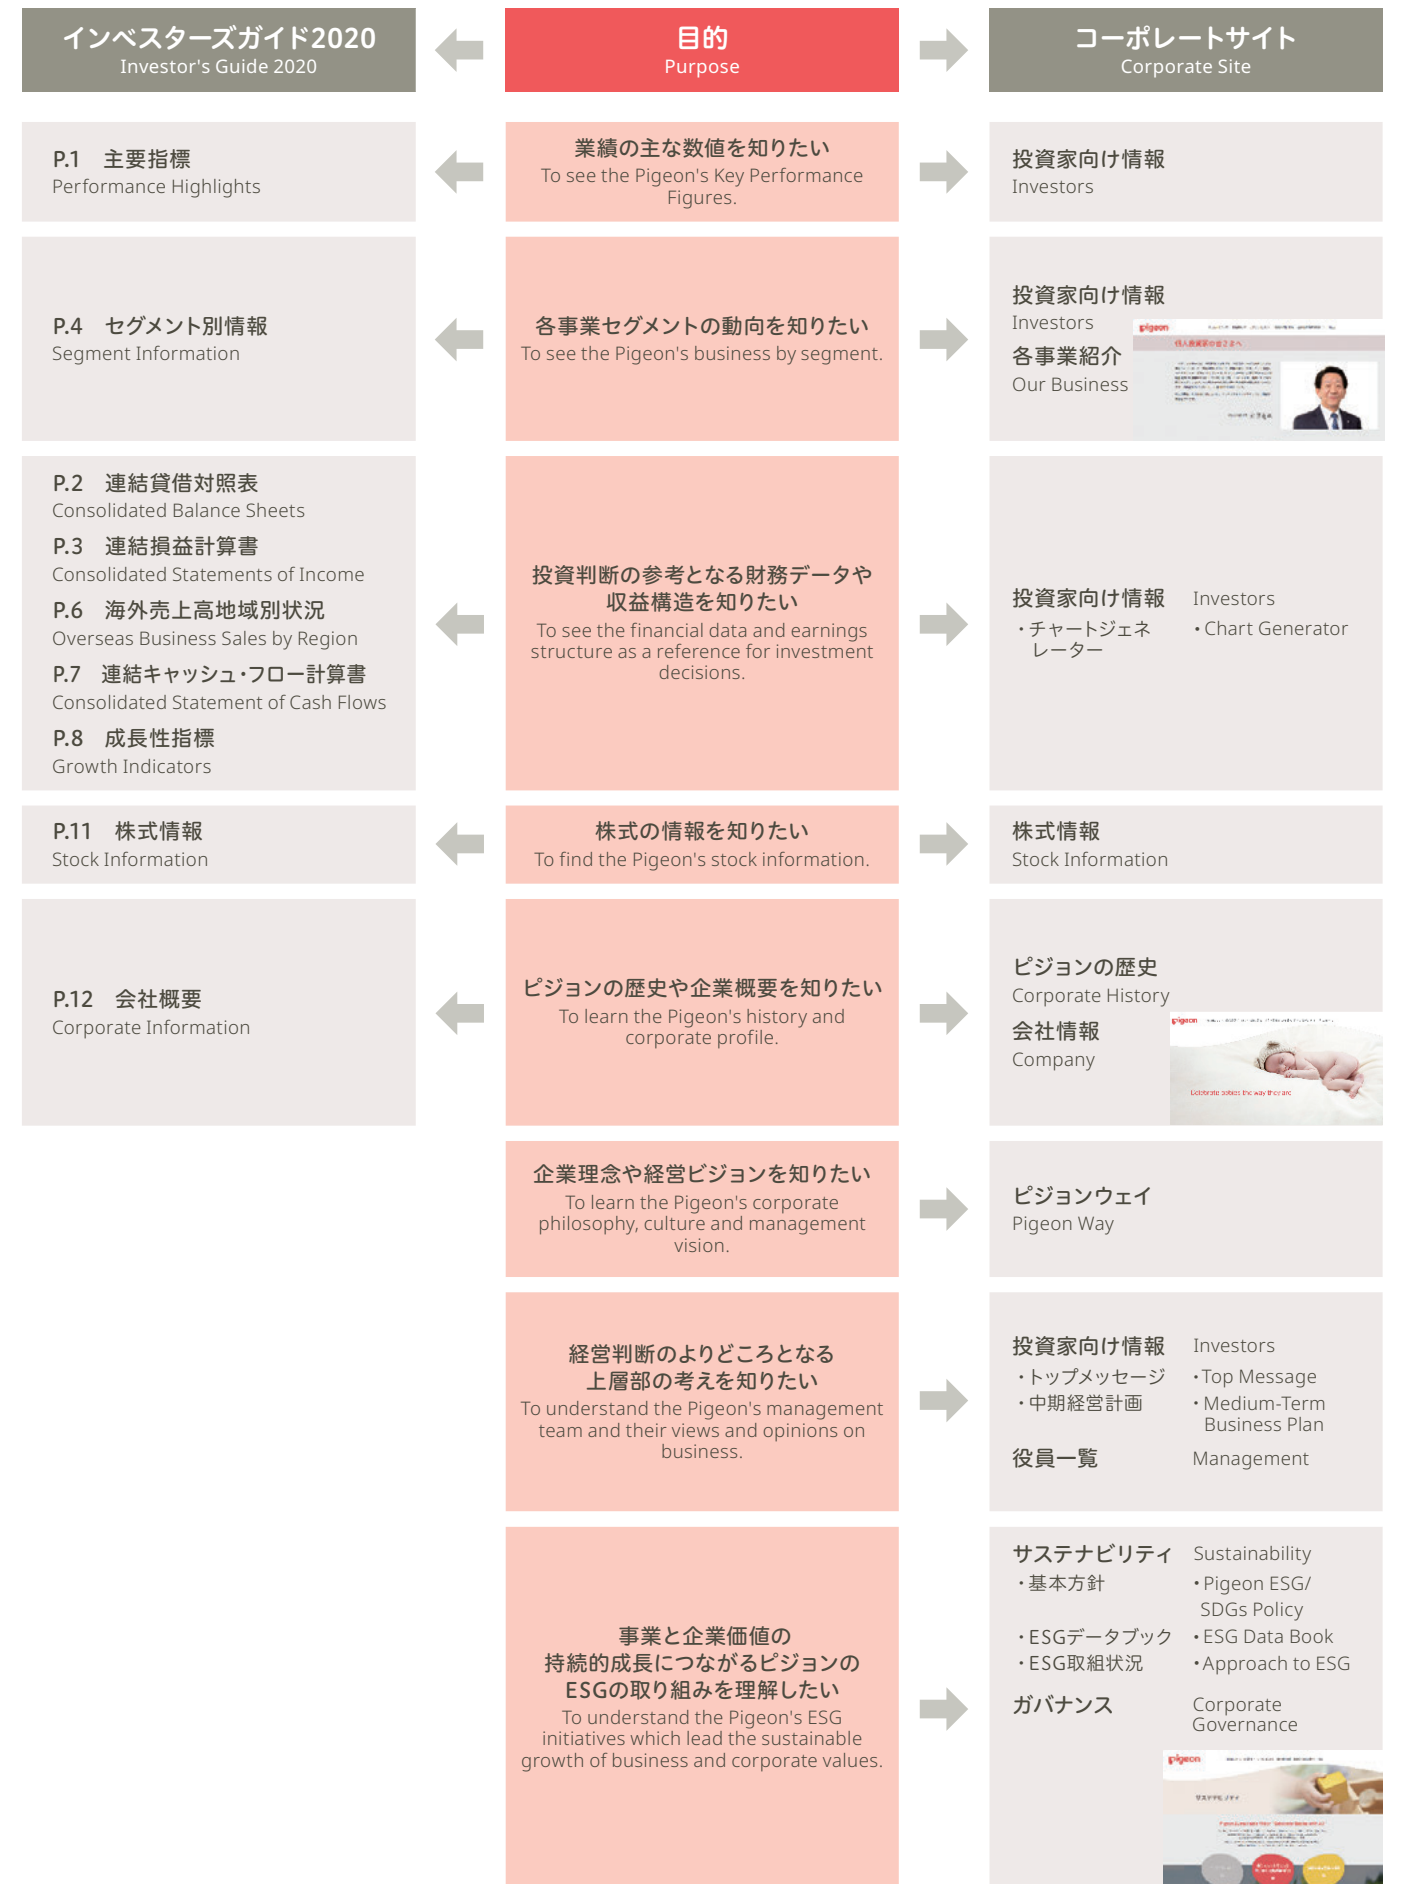 インベスターズガイド2020
Investor's Guide 2020
目的
Purpose
コーポレートサイト
Corporate Site
P.1 主要指標
Performance Highlights
業績の主な数値を知りたい
To see the Pigeon's Key Performance
Figures.
投資家向け情報
Investors
P.4 セグメント別情報
Segment Information
各事業セグメントの動向を知りたい
To see the Pigeon's business by segment.
投資家向け情報
Investors
各事業紹介
Our Business
pigeon
個人投資家の皆さまへ
P.2 連結貸借対照表
Consolidated Balance Sheets
P.3 連結損益計算書
Consolidated Statements of Income
P.6 海外売上高地域別状況
Overseas Business Sales by Region
P.7 連結キャッシュ・フロー計算書
Consolidated Statement of Cash Flows
P.8 成長性指標
Growth Indicators
投資判断の参考となる財務データや
収益構造を知りたい
To see the financial data and earnings
structure as a reference for investment
decisions.
投資家向け情報 Investors
・チャートジェネ ・Chart Generator
レーター
P.11 株式情報
Stock Information
株式の情報を知りたい
To find the Pigeon's stock information.
株式情報
Stock Information
P.12 会社概要
Corporate Information
ピジョンの歴史や企業概要を知りたい
To learn the Pigeon's history and
corporate profile.
ピジョンの歴史
Corporate History
会社情報
Company
pigeon
Celebrate babies the way they are
企業理念や経営ビジョンを知りたい
To learn the Pigeon's corporate
philosophy, culture and management
vision.
ピジョンウェイ
Pigeon Way
経営判断のよりどころとなる
上層部の考えを知りたい
To understand the Pigeon's management
team and their views and opinions on
business.
投資家向け情報 Investors
・トップメッセージ ・Top Message
・中期経営計画 ・Medium-Term
Business Plan
役員一覧 Management
事業と企業価値の
持続的成長につながるピジョンの
ESGの取り組みを理解したい
To understand the Pigeon's ESG
initiatives which lead the sustainable
growth of business and corporate values.
サステナビリティ Sustainability
・基本方針 ・Pigeon ESG/
SDGs Policy
・ESGデータブック ・ESG Data Book
・ESG取組状況 ・Approach to ESG
ガバナンス Corporate
Governance
pigeon
サステナビリティ